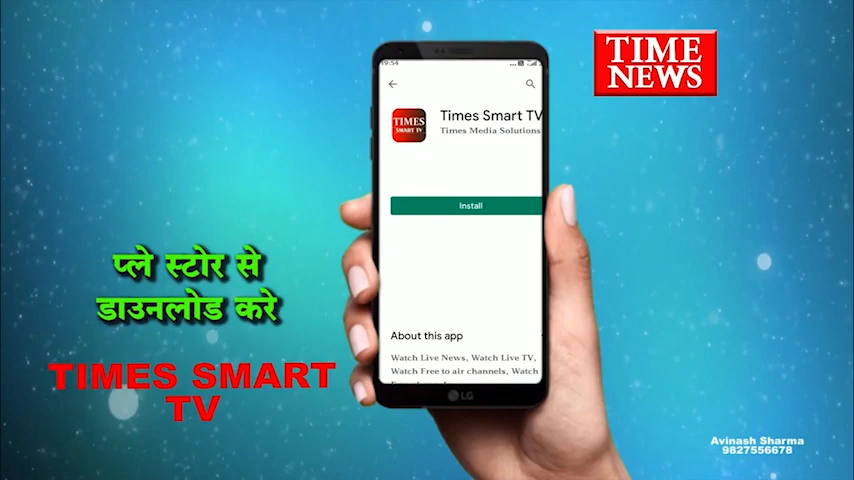 TIME
NEWS
19:54
Times Smart TV
Times Media Solutions
TIMES
SMART TV
Install
About this app
Watch Live News, Watch Live TV,
Watch Free to air channels, Watch
प्ले स्टोर से
डाउनलोड करे
TIMES SMART
TV
LG
Avinash Sharma
9827556678